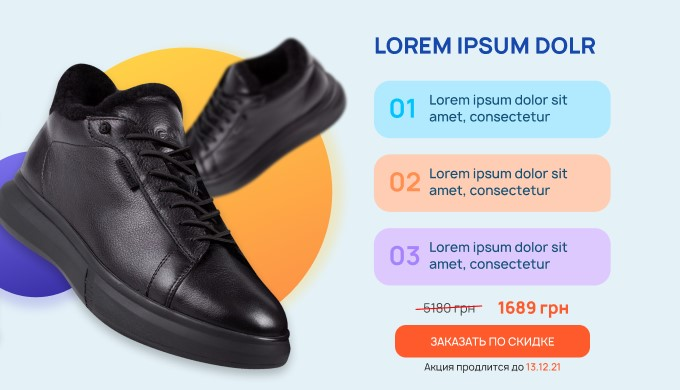 LOREM IPSUM DOLR
01
Lorem ipsum dolor sit
amet, consectetur
02
Lorem ipsum dolor sit
amet, consectetur
03
Lorem ipsum dolor sit
amet, consectetur
5180 грн 1689 грн
ЗАКАЗАТЬ ПО СКИДКЕ
Акция продлится до 13.12.21